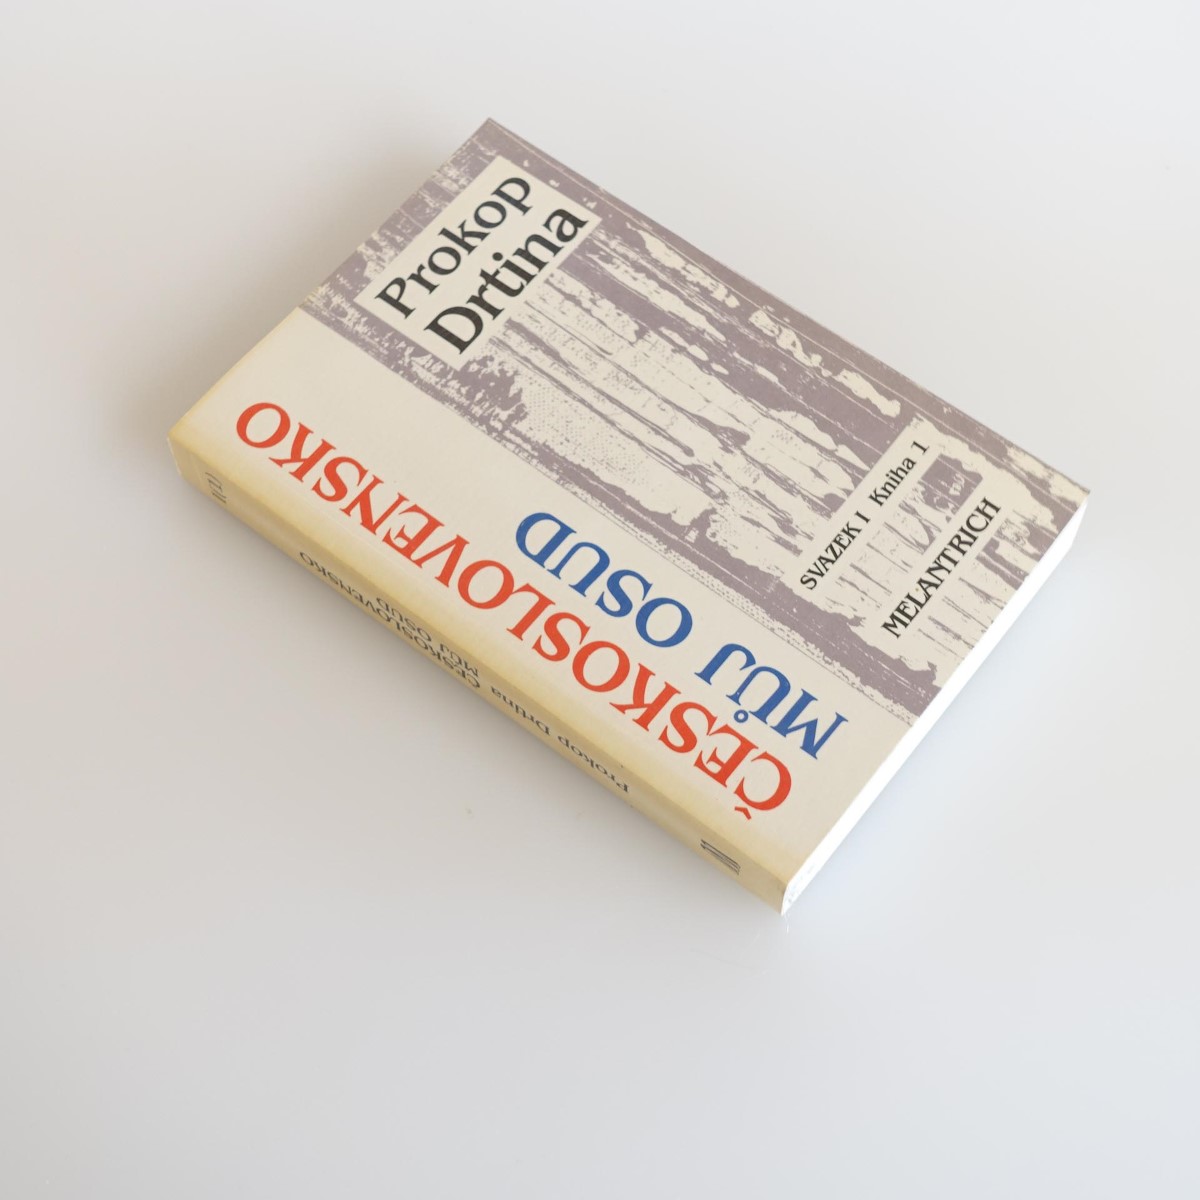 Prokop
Drtina
ČESKOSLOVENSKO
MŮJ OSUD
SVAZEK I Kniha 1
MELANTRICH
Prokop Drtina ČESKOSLOVENSKO
MŮJ OSUD